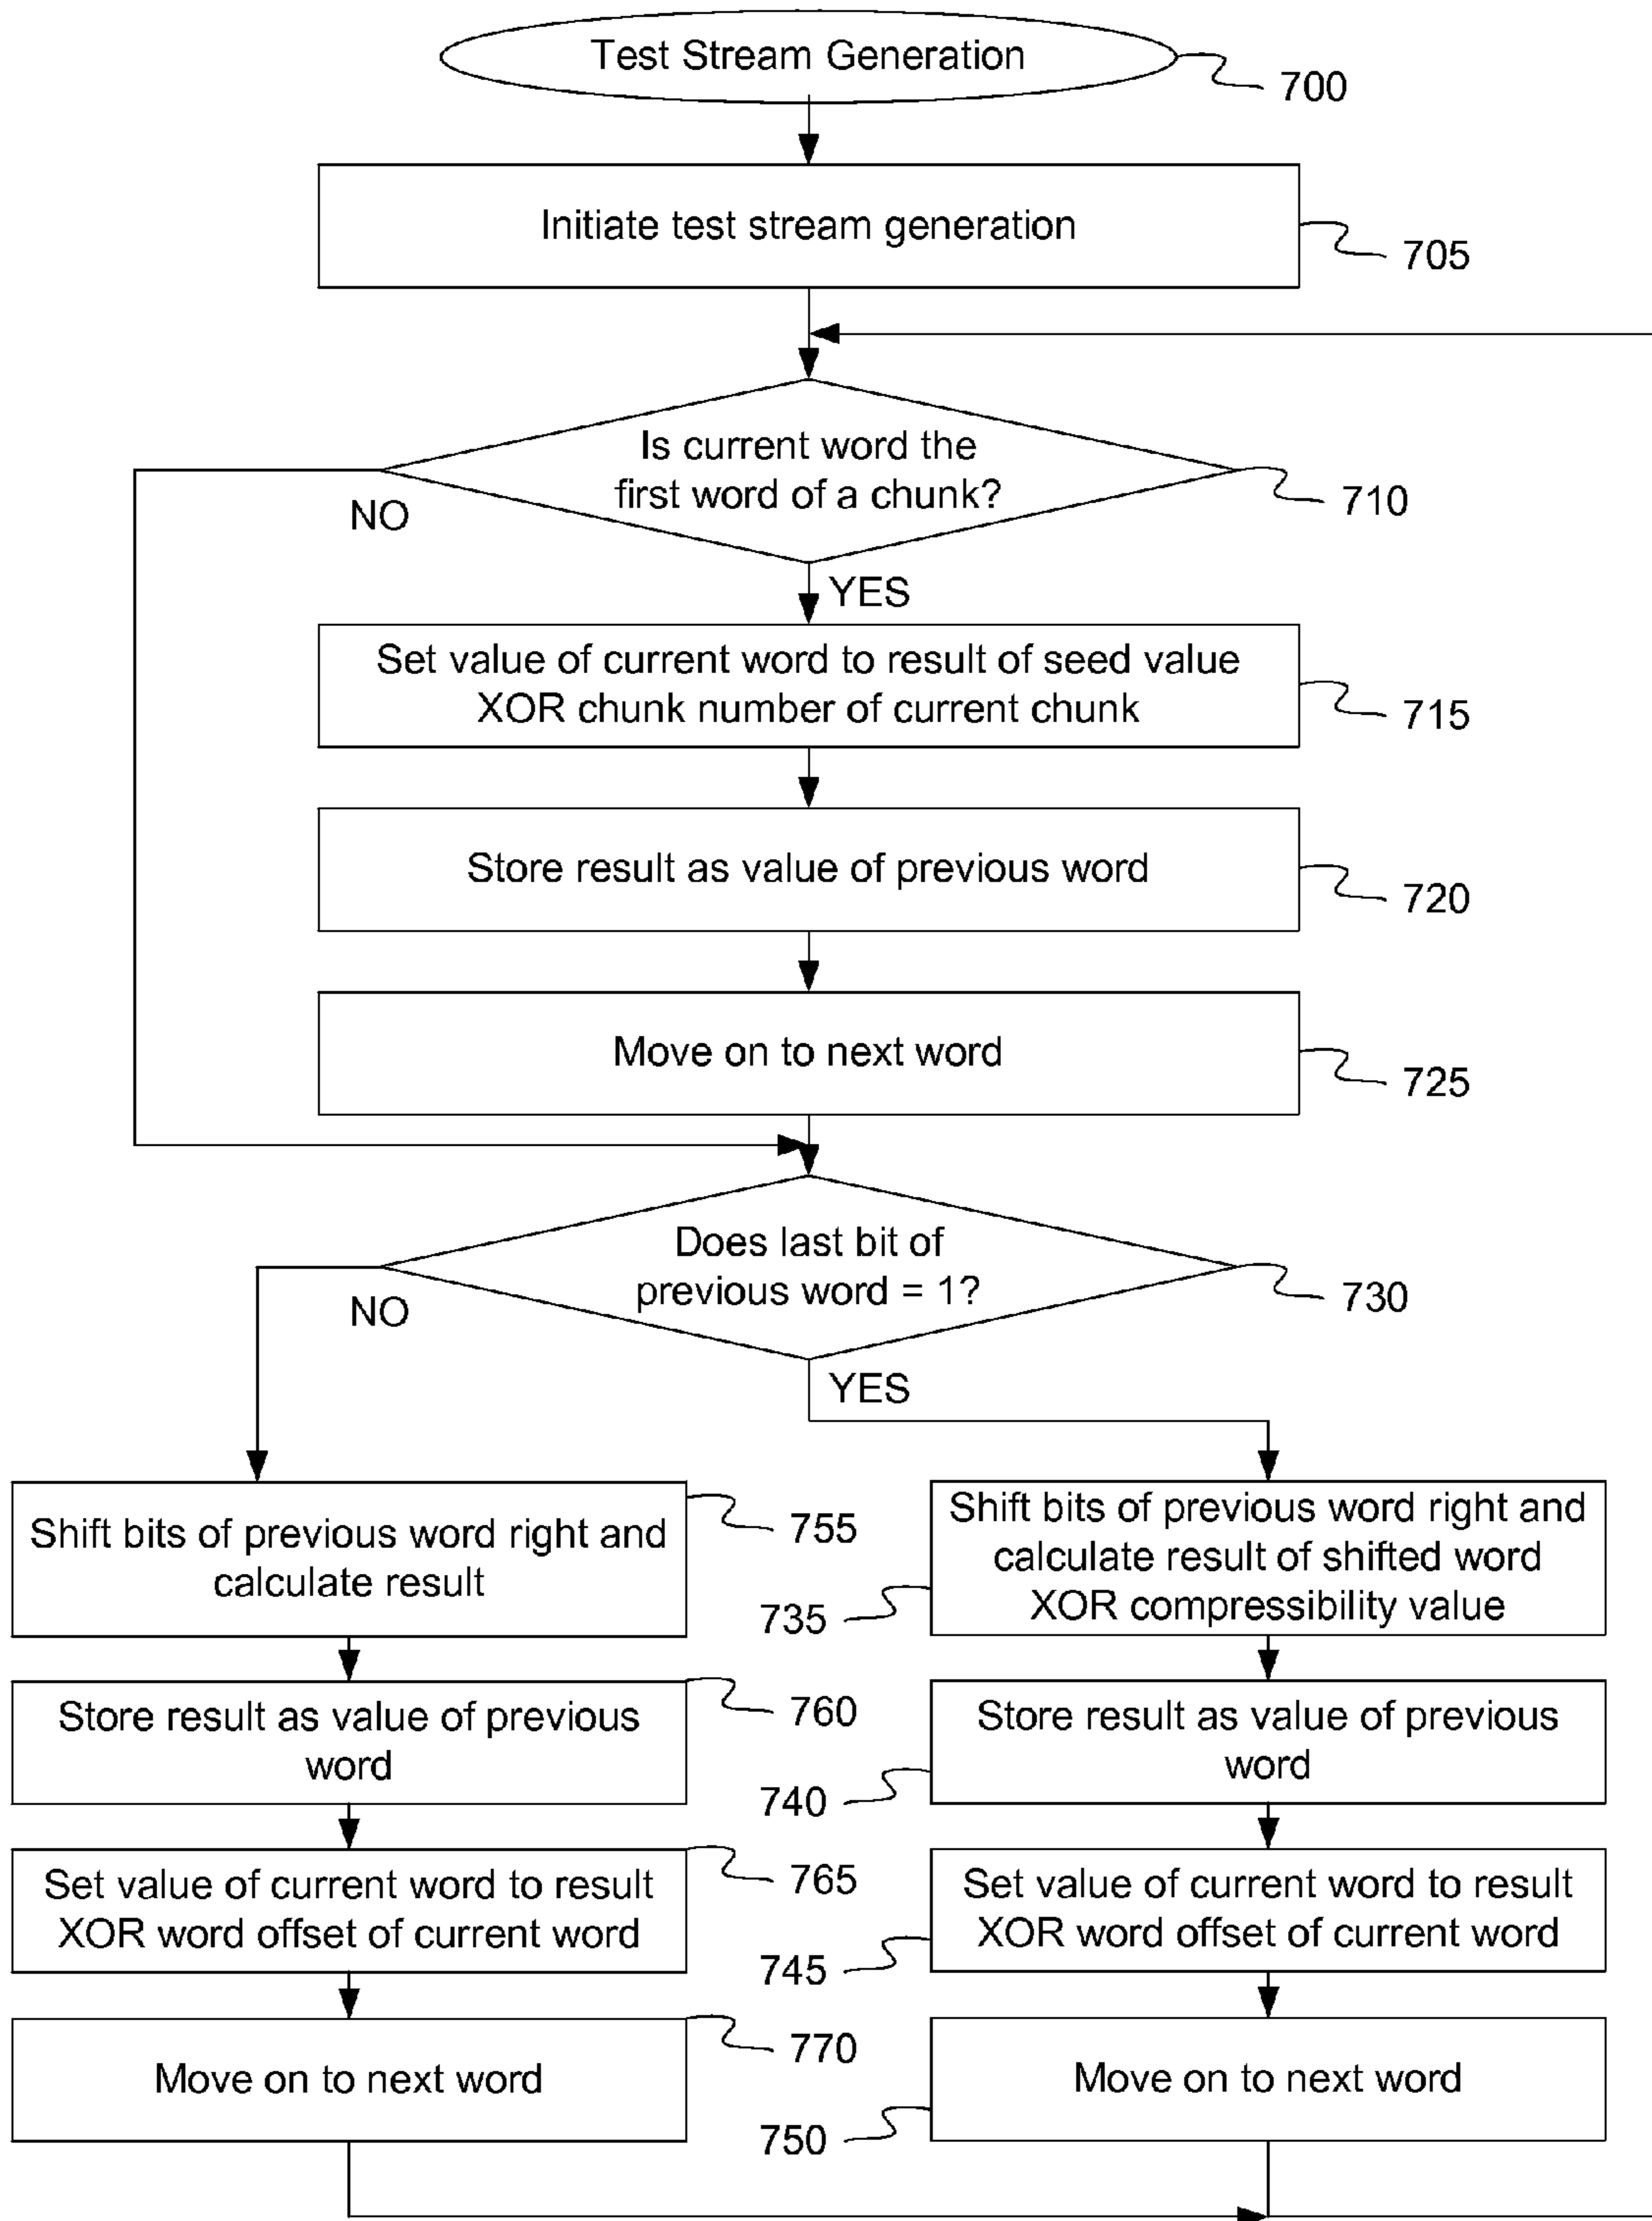 Test Stream Generation
700
Initiate test stream generation
705
Is current word the
first word of a chunk?
710
NO
YES
Set value of current word to result of seed value
XOR chunk number of current chunk
715
Store result as value of previous word
720
Move on to next word
725
Does last bit of
previous word = 1?
730
NO
YES
Shift bits of previous word right and
calculate result
755
Shift bits of previous word right and
calculate result of shifted word
XOR compressibility value
735
Store result as value of previous
word
760
Store result as value of previous
word
740
Set value of current word to result
XOR word offset of current word
765
Set value of current word to result
XOR word offset of current word
745
Move on to next word
770
Move on to next word
750